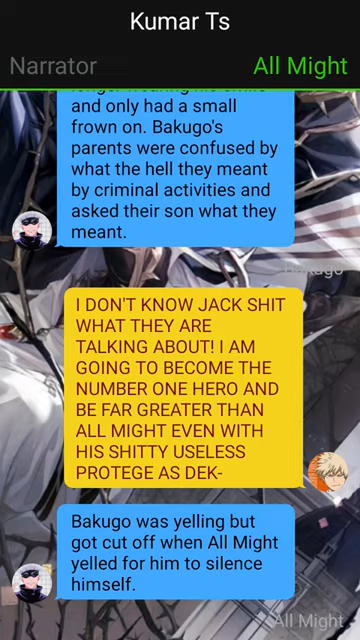 Kumar Ts
Narrator
All Might
and only had a small
frown on. Bakugo's
parents were confused by
what the hell they meant
by criminal activities and
asked their son what they
meant.
Bakugo
I DON'T KNOW JACK SHIT
WHAT THEY ARE
TALKING ABOUT! I AM
GOING TO BECOME THE
NUMBER ONE HERO AND
BE FAR GREATER THAN
ALL MIGHT EVEN WITH
HIS SHITTY USELESS
PROTEGE AS DEK-
Bakugo was yelling but
got cut off when All Might
yelled for him to silence
himself.
All Might